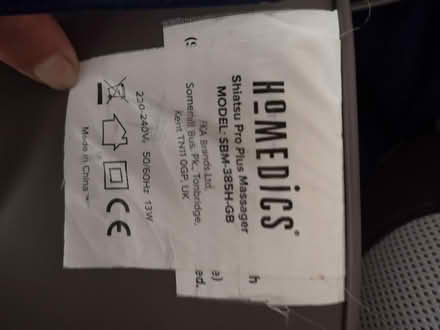 HoMEDiCS®
Shiatsu Pro Plus Massager
MODEL: SBM-385H-GB
FKA Brands Ltd.
Somerhill Bus. Pk., Tonbridge,
Kent TN11 0GP, UK
220-240V~ 50/60Hz 13W
CE
Made in China